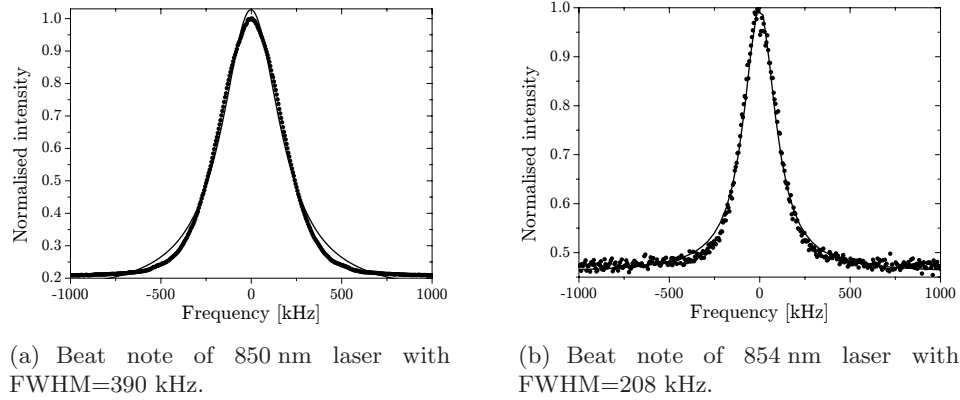 1.0
0.9
0.8
0.7
0.6
0.5
0.4
0.3
0.2
Normalised intensity
-1000 -500 0 500 1000
Frequency [kHz]
1.0
0.9
0.8
0.7
0.6
0.5
Normalised intensity
-1000 -500 0 500 1000
Frequency [kHz]
(a) Beat note of 850 nm laser with
FWHM=390 kHz.
(b) Beat note of 854 nm laser with
FWHM=208 kHz.